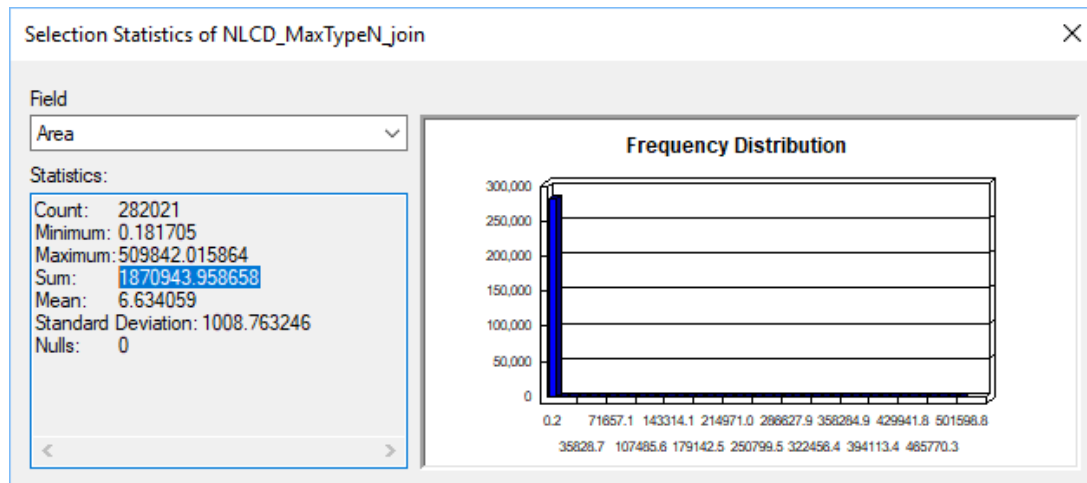 Selection Statistics of NLCD_MaxTypeN_join
Field
Area
Statistics:
Count: 282021
Minimum: 0.181705
Maximum: 509842.015864
Sum: 1870943.958658
Mean: 6.634059
Standard Deviation: 1008.763246
Nulls: 0
Frequency Distribution
300,000
250,000
200,000
150,000
100,000
50,000
0
0.2 71657.1 143314.1 214971.0 286627.9 358284.9 429941.8 501598.8
35828.7 107485.6 179142.5 250799.5 322456.4 394113.4 465770.3